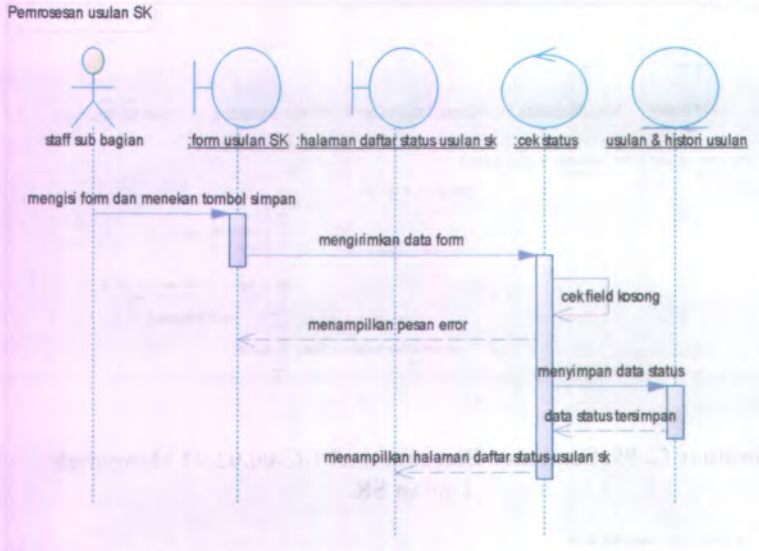 Pemrosesan usulan SK
staff sub bagian
:form usulan SK
:halaman daftar status usulan sk
:cek status
usulan & histori usulan
mengisi form dan menekan tombol simpan
mengirimkan data form
cek field kosong
menampilkan pesan error
menyimpan data status
data status tersimpan
menampilkan halaman daftar status usulan sk